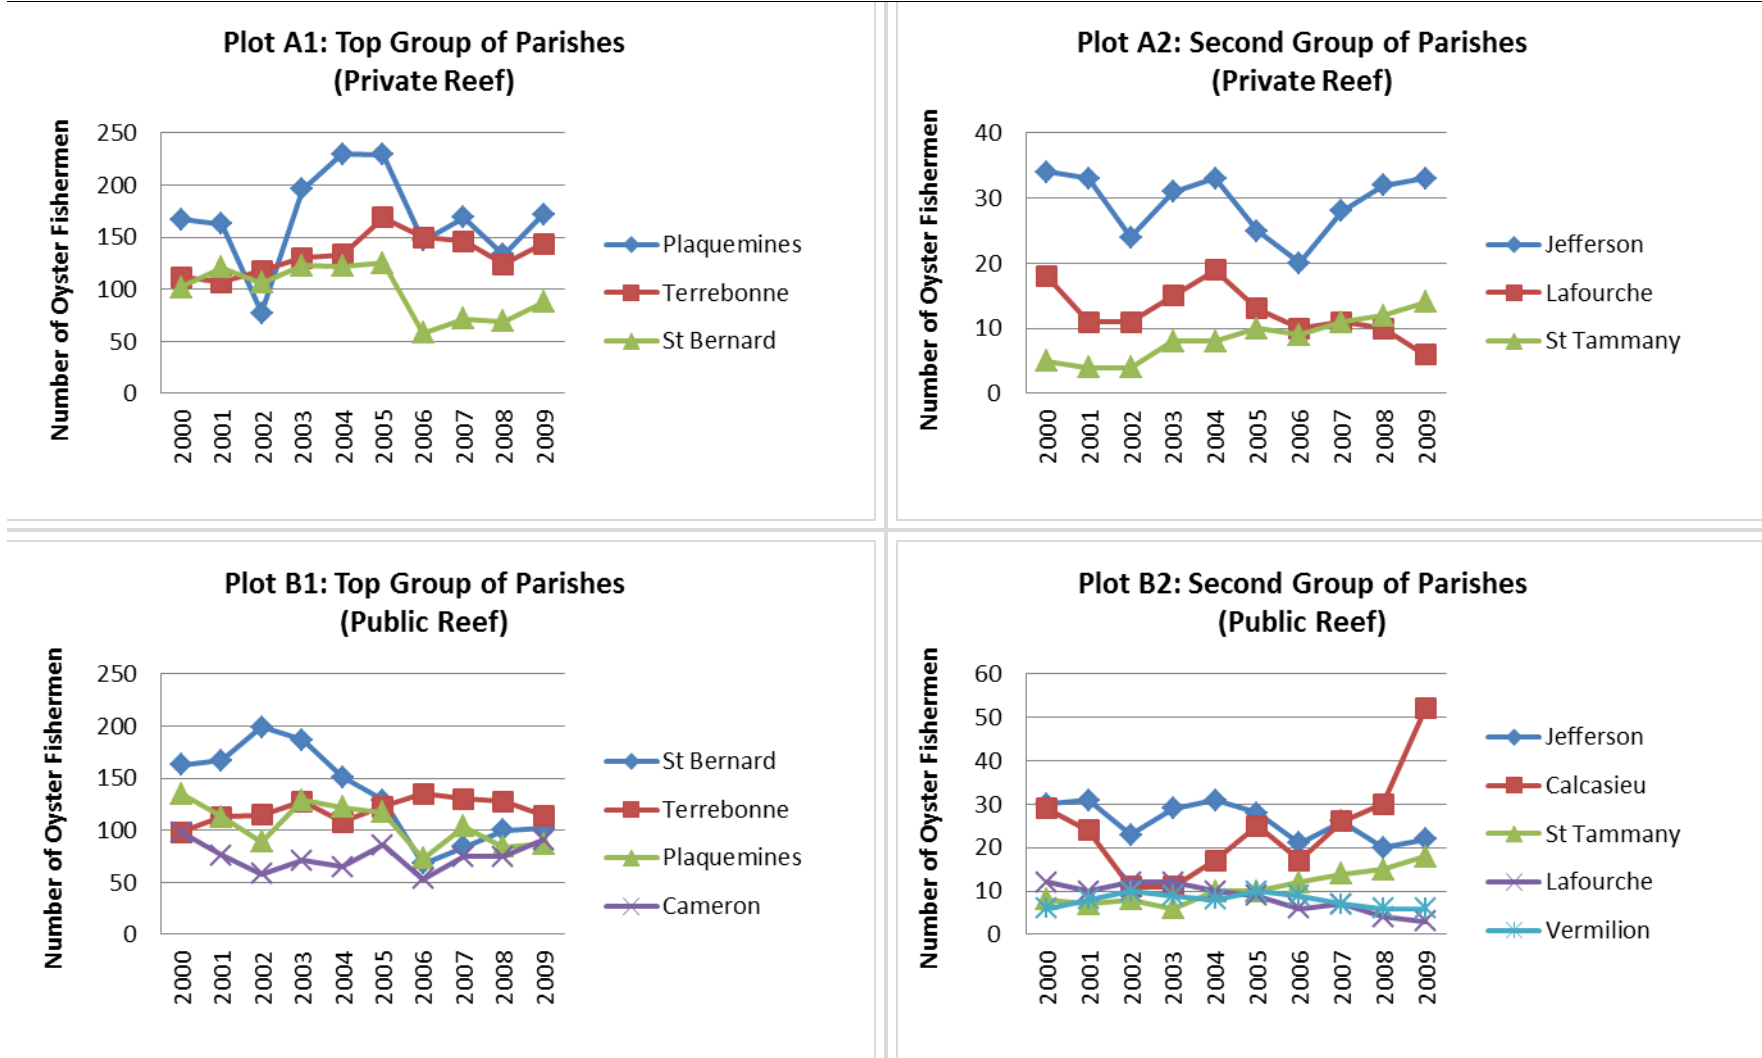 Plot A1: Top Group of Parishes
(Private Reef)
Number of Oyster Fishermen
250
200
150
100
50
0
2000
2001
2002
2003
2004
2005
2006
2007
2008
2009
Plaquemines
Terrebonne
St Bernard
Plot A2: Second Group of Parishes
(Private Reef)
Number of Oyster Fishermen
40
30
20
10
0
2000
2001
2002
2003
2004
2005
2006
2007
2008
2009
Jefferson
Lafourche
St Tammany
Plot B1: Top Group of Parishes
(Public Reef)
Number of Oyster Fishermen
250
200
150
100
50
0
2000
2001
2002
2003
2004
2005
2006
2007
2008
2009
St Bernard
Terrebonne
Plaquemines
Cameron
Plot B2: Second Group of Parishes
(Public Reef)
Number of Oyster Fishermen
60
50
40
30
20
10
0
2000
2001
2002
2003
2004
2005
2006
2007
2008
2009
Jefferson
Calcasieu
St Tammany
Lafourche
Vermilion